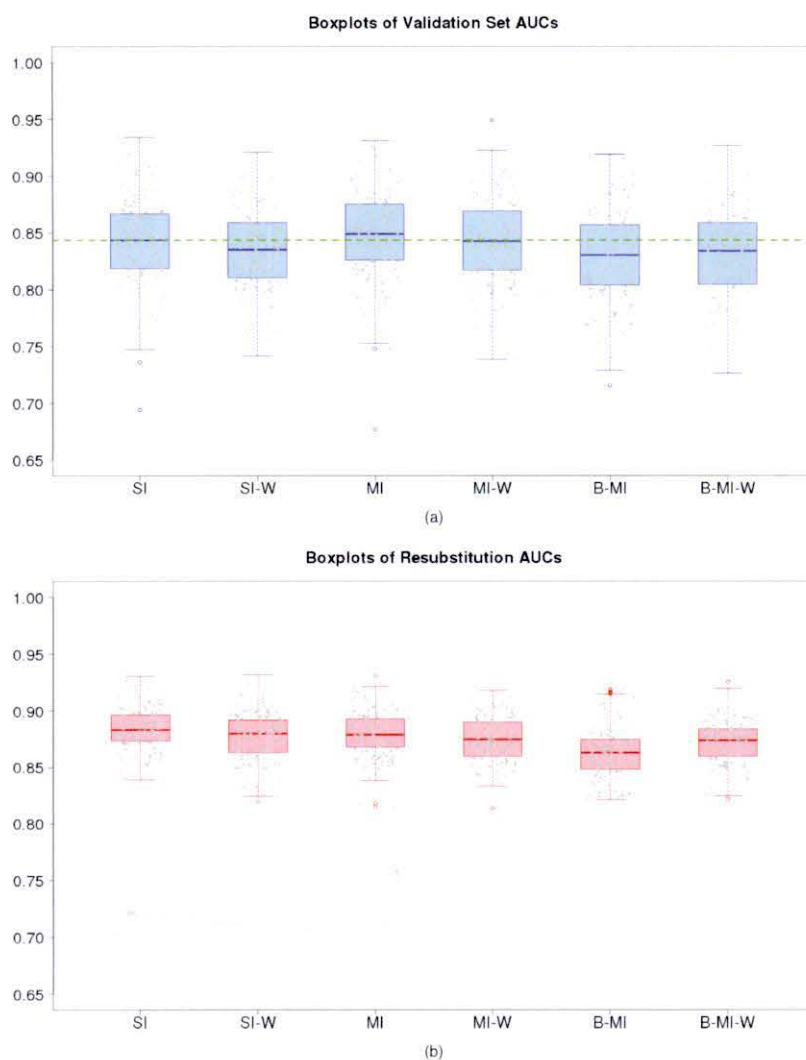 Boxplots of Validation Set AUCs
1.00
0.95
0.90
0.85
0.80
0.75
0.70
0.65
SI SI-W MI MI-W B-MI B-MI-W
(a)
Boxplots of Resubstitution AUCs
1.00
0.95
0.90
0.85
0.80
0.75
0.70
0.65
SI SI-W MI MI-W B-MI B-MI-W
(b)